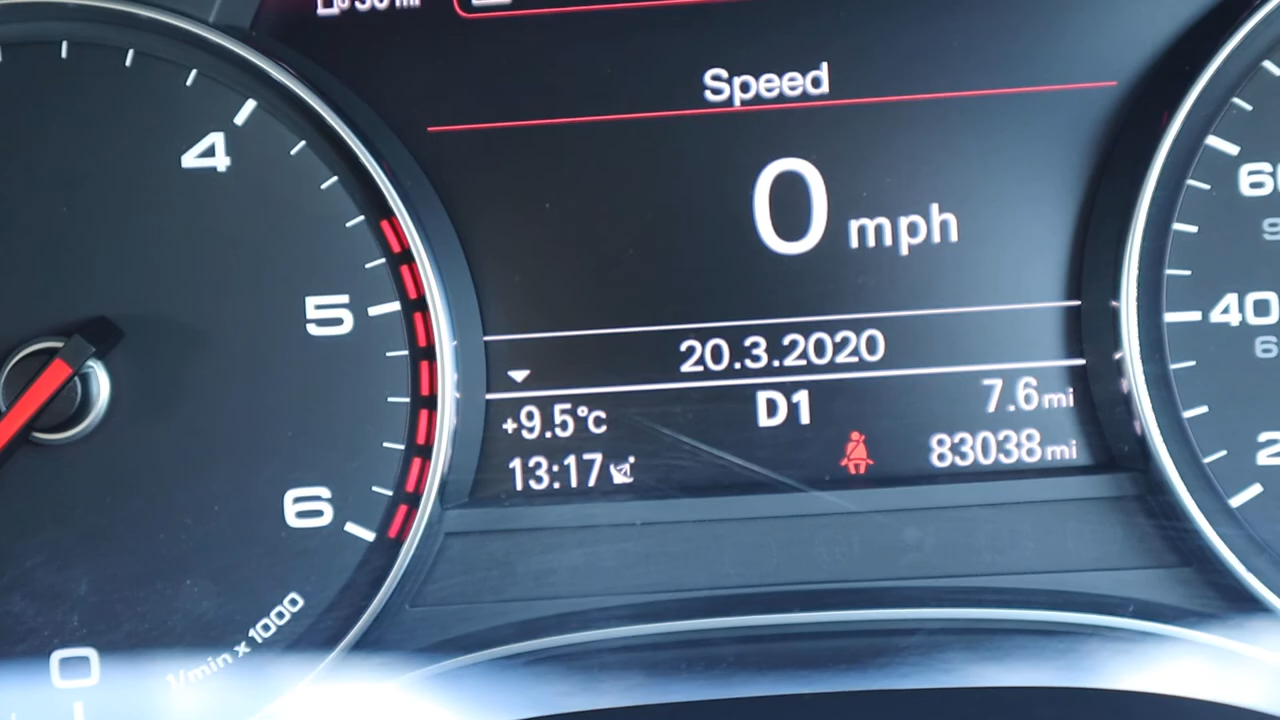 Speed
0 mph
20.3.2020
+9.5°C D1 7.6 mi
13:17 83038 mi
4
5
6
0
1/min x 1000
40